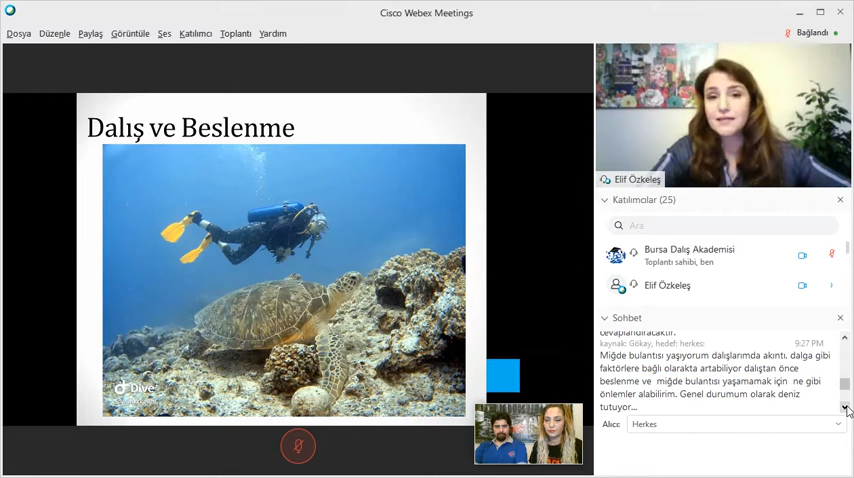 Cisco Webex Meetings
Dosya Düzenle Paylaş Görüntüle Ses Katılımcı Toplantı Yardım
Bağlandı
Dalış ve Beslenme
Dive
Elif Özkeleş
Katılımcılar (25)
Ara
Bursa Dalış Akademisi
Toplantı sahibi, ben
Elif Özkeleş
Sohbet
cevaplandıracaktır.
kaynak: Gökay, hedef: herkes: 9:27 PM
Miğde bulantısı yaşıyorum dalışlarımda akıntı, dalga gibi
faktörlere bağlı olarakta artabiliyor dalıştan önce
beslenme ve miğde bulantısı yaşamamak için ne gibi
önlemler alabilirim. Genel durumum olarak deniz
tutuyor...
Alıcı: Herkes